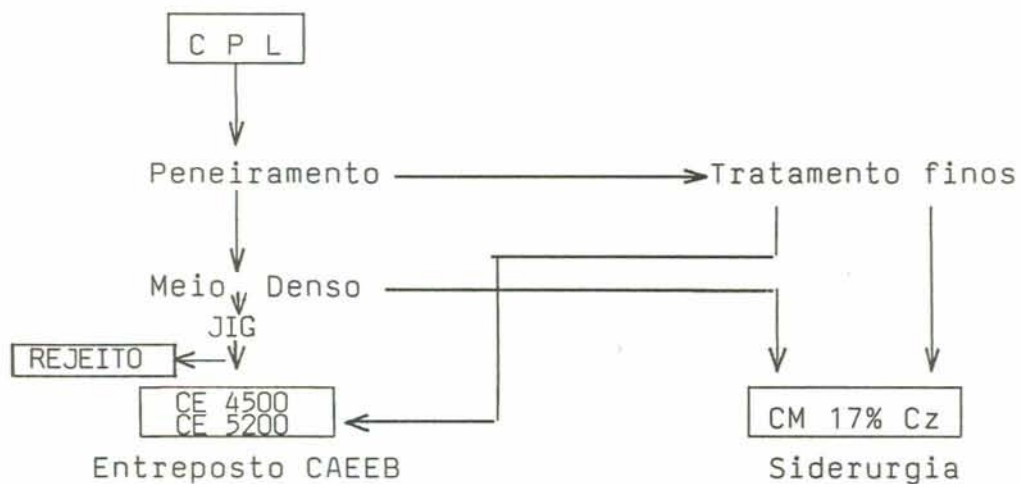 C P L
Peneiramento
Tratamento finos
Meio Denso
JIG
REJEITO
CE 4500
CE 5200
CM 17% Cz
Entreposto CAEEB
Siderurgia